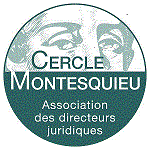 CERCLE
MONTESQUIEU
Association
des directeurs
juridiques